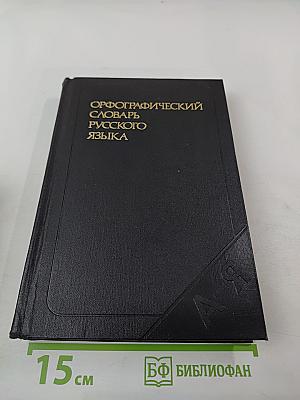 ОРФОГРАФИЧЕСКИЙ
СЛОВАРЬ
РУССКОГО
ЯЗЫКА
А Я
15 см
БФ БИБЛИОФАН